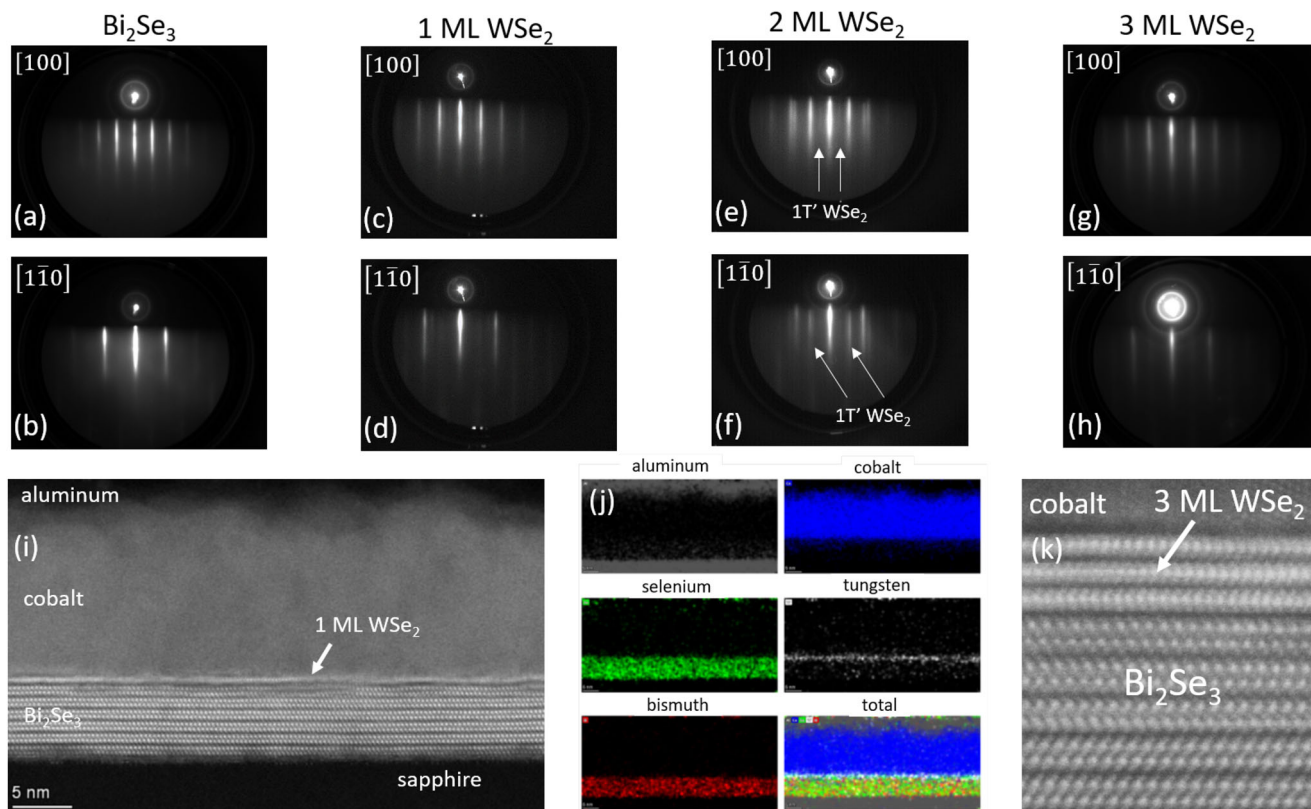 Bi₂Se₃
1 ML WSe₂
2 ML WSe₂
3 ML WSe₂
[100]
(a)
[100]
(c)
[100]
1T’ WSe₂
(e)
[100]
(g)
[11̄0]
(b)
[11̄0]
(d)
[11̄0]
1T’ WSe₂
(f)
[11̄0]
(h)
aluminum
(i)
cobalt
1 ML WSe₂
Bi₂Se₃
sapphire
5 nm
(j)
aluminum
cobalt
selenium
tungsten
bismuth
total
cobalt
3 ML WSe₂
(k)
Bi₂Se₃